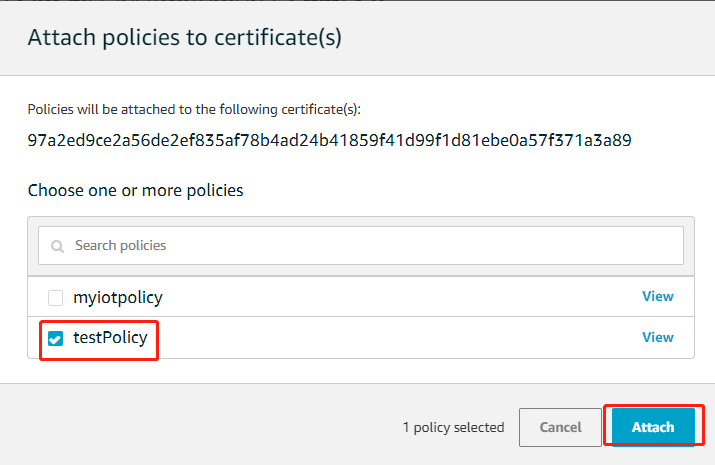 Attach policies to certificate(s)
Policies will be attached to the following certificate(s):
97a2ed9ce2a56de2ef835af78b4ad24b41859f41d99f1d81ebe0a57f371a3a89
Choose one or more policies
Search policies
myiotpolicy View
testPolicy View
1 policy selected Cancel Attach